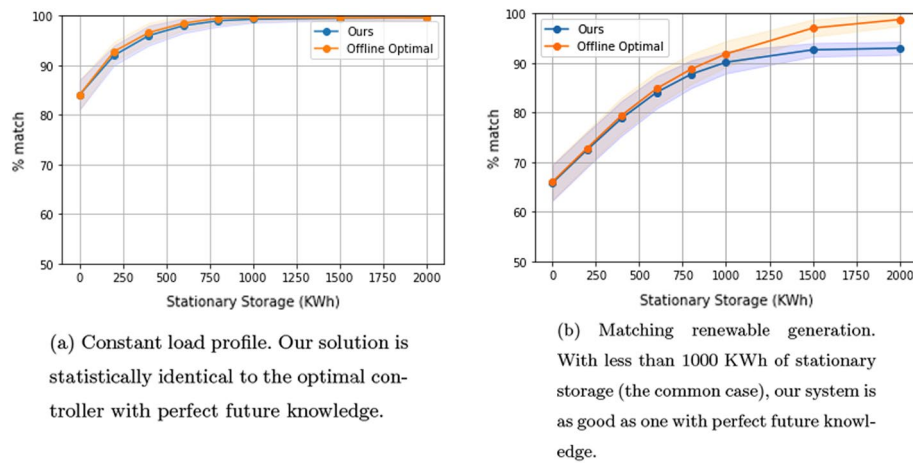 100
90
80
70
60
50
% match
Ours
Offline Optimal
0 250 500 750 1000 1250 1500 1750 2000
Stationary Storage (KWh)
(a) Constant load profile. Our solution is
statistically identical to the optimal con-
troller with perfect future knowledge.
100
90
80
70
60
50
% match
Ours
Offline Optimal
0 250 500 750 1000 1250 1500 1750 2000
Stationary Storage (KWh)
(b) Matching renewable generation.
With less than 1000 KWh of stationary
storage (the common case), our system is
as good as one with perfect future knowl-
edge.